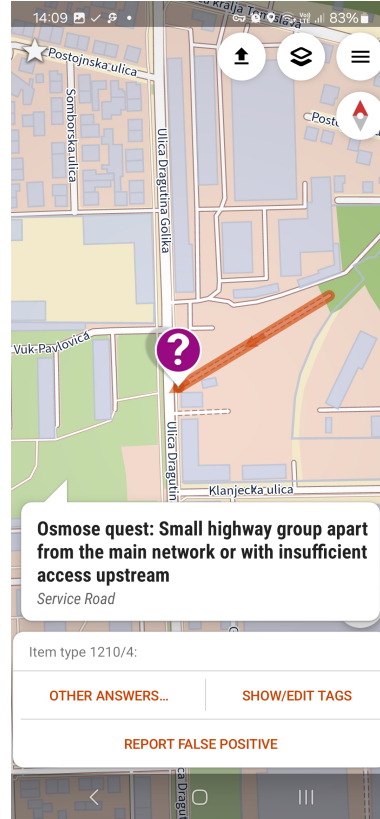 14:09
83%
kralja Tomislava
Postojnska ulica
Somborska ulica
Ulica Dragutina Golika
Posto
Vuk-Pavlovića
?
Ulica Dragutin
Klanječka ulica
Osmose quest: Small highway group apart
from the main network or with insufficient
access upstream
Service Road
Item type 1210/4:
OTHER ANSWERS...
SHOW/EDIT TAGS
REPORT FALSE POSITIVE
a Dragut